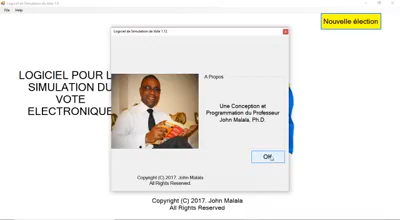 Logiciel de Simulation de Vote 1.0
File Help
Nouvelle élection
Logiciel de Simulation de Vote 1.12
LOGICIEL POUR L
SIMULATION DU
VOTE
ELECTRONIQUE
A Propos
Une Conception et
Programmation du Professeur
John Malala, Ph.D.
OK
Copyright (C) 2017. John Malala
All Rights Reserved.
Copyright (C) 2017. John Malala
All Rights Reserved